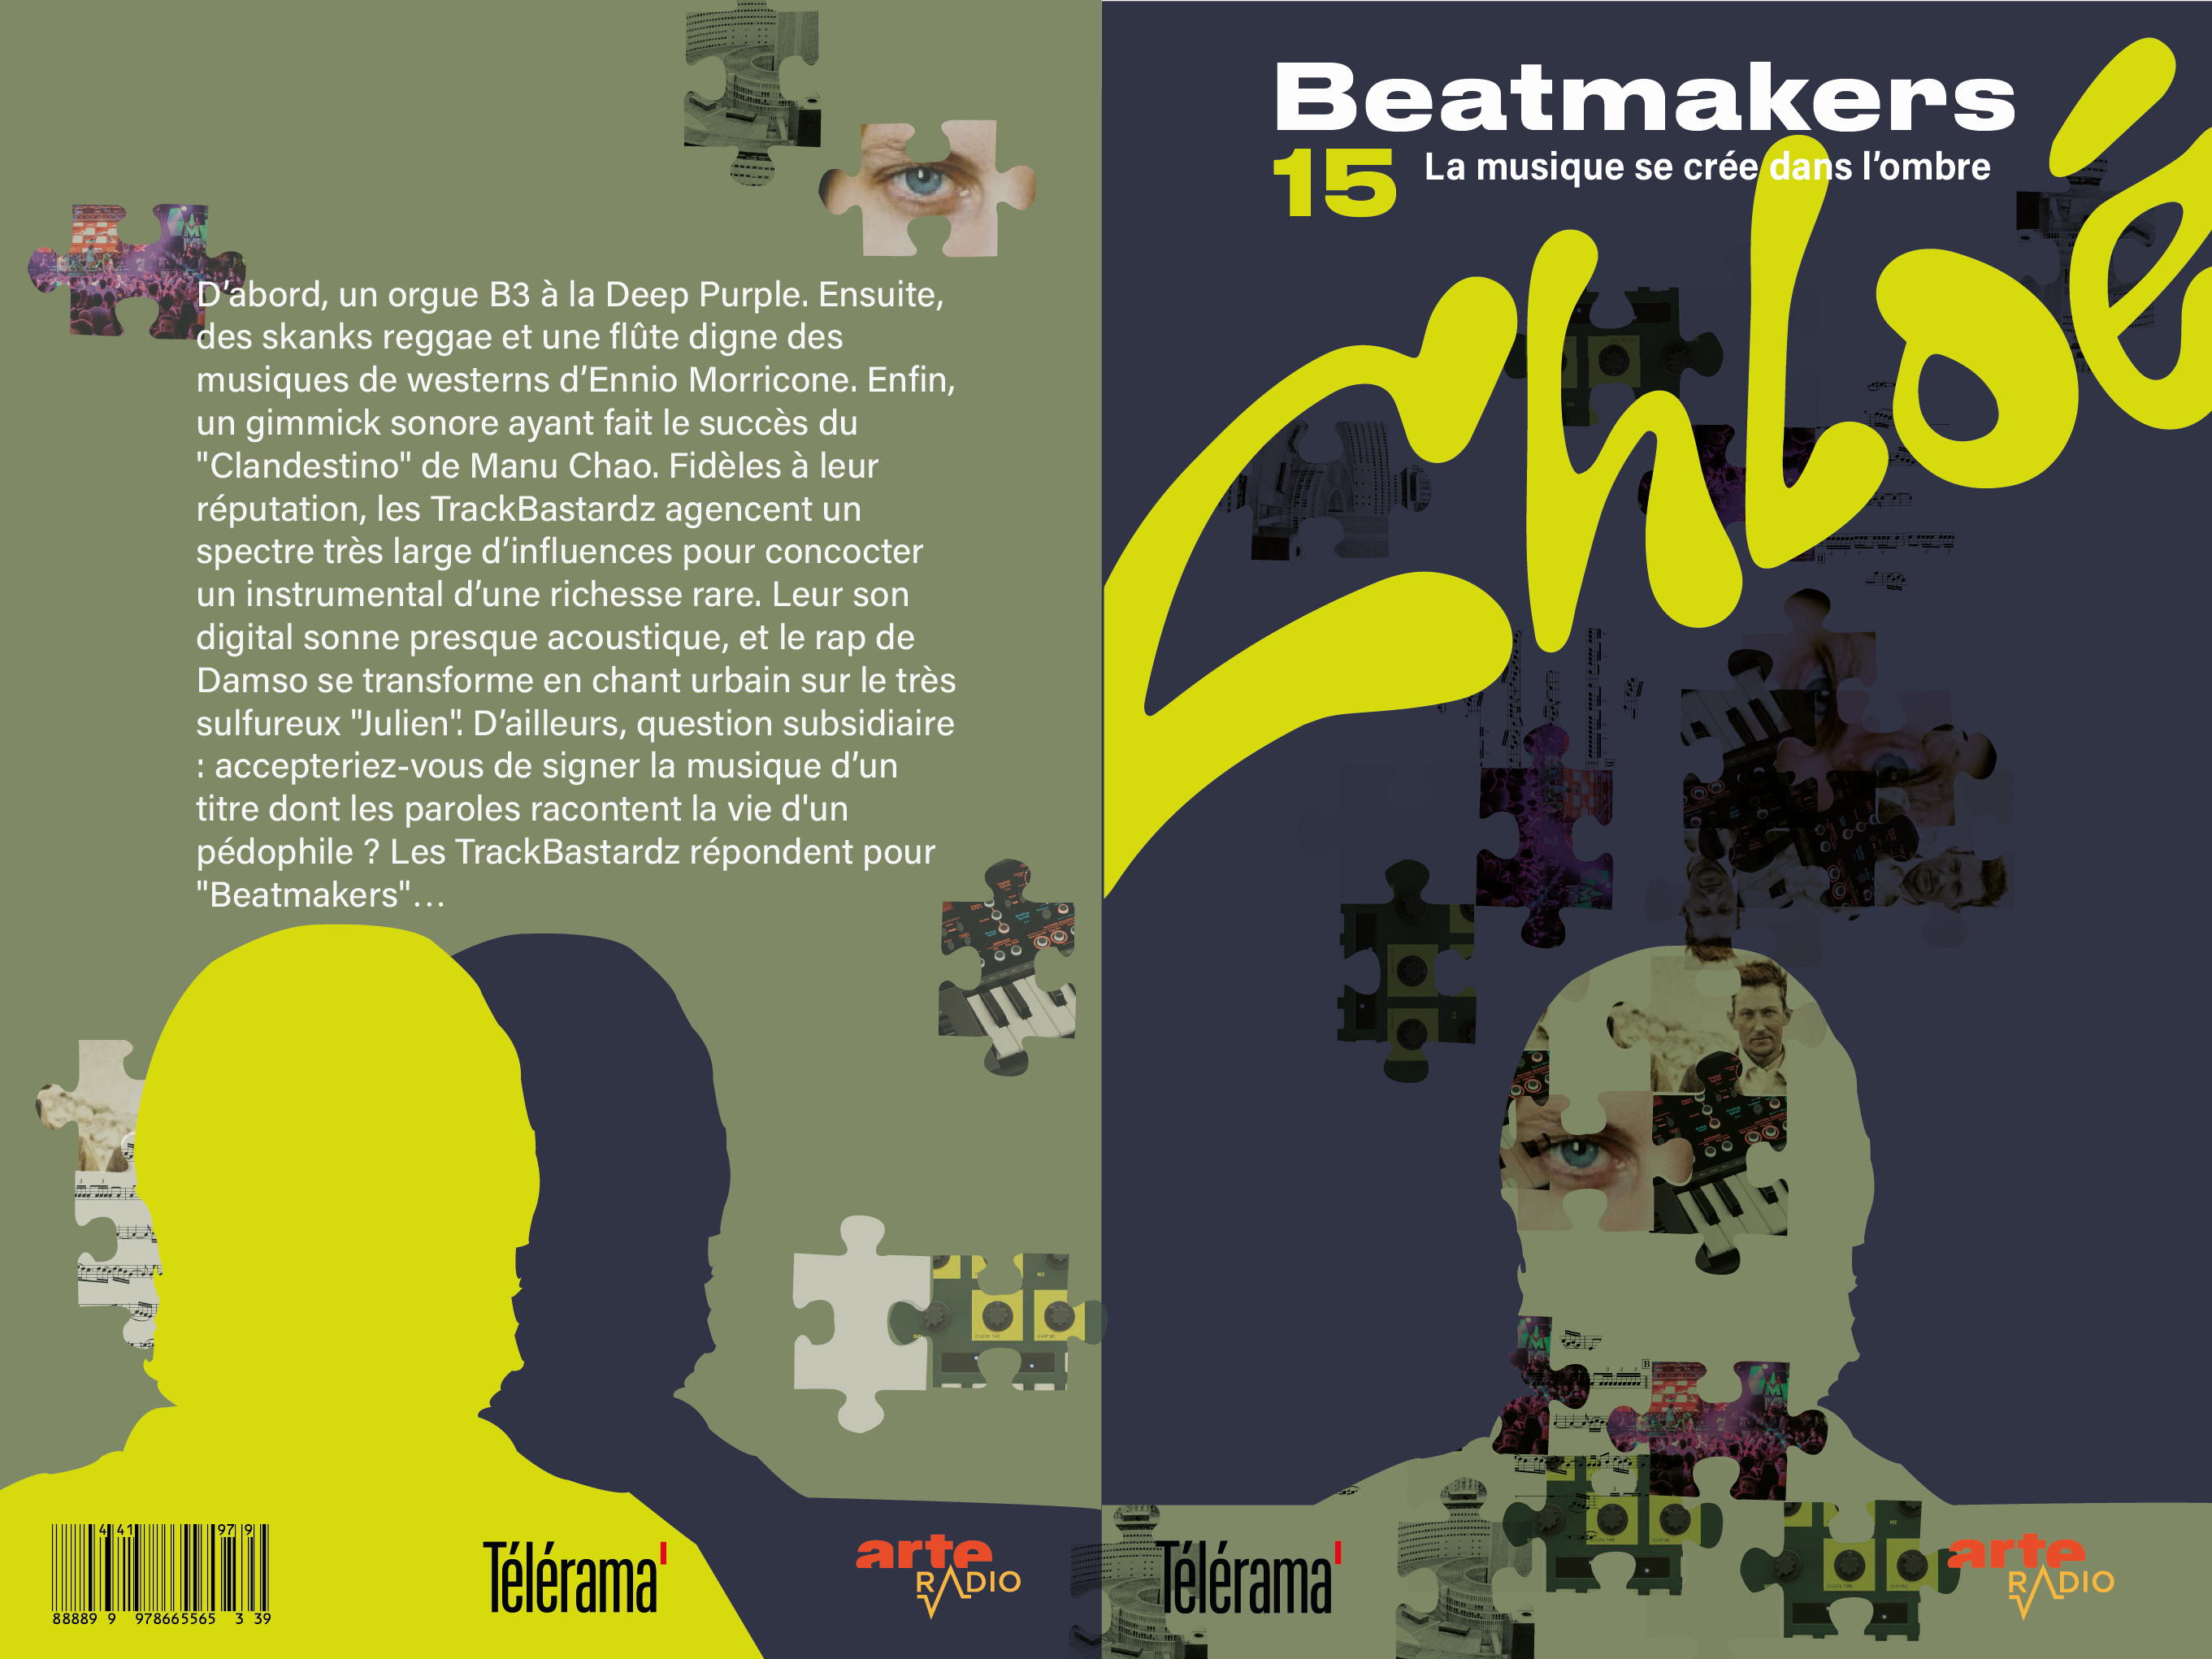 D’abord, un orgue B3 à la Deep Purple. Ensuite,
des skanks reggae et une flûte digne des
musiques de westerns d’Ennio Morricone. Enfin,
un gimmick sonore ayant fait le succès du
"Clandestino" de Manu Chao. Fidèles à leur
réputation, les TrackBastardz agencent un
spectre très large d’influences pour concocter
un instrumental d’une richesse rare. Leur son
digital sonne presque acoustique, et le rap de
Damso se transforme en chant urbain sur le très
sulfureux "Julien". D’ailleurs, question subsidiaire
: accepteriez-vous de signer la musique d’un
titre dont les paroles racontent la vie d'un
pédophile ? Les TrackBastardz répondent pour
"Beatmakers"…
4 41 97 9
88889 9 978665565 3 39
Télérama'
arte
RADIO
Beatmakers
15 La musique se crée dans l’ombre
Chloé
Télérama'
arte
RADIO